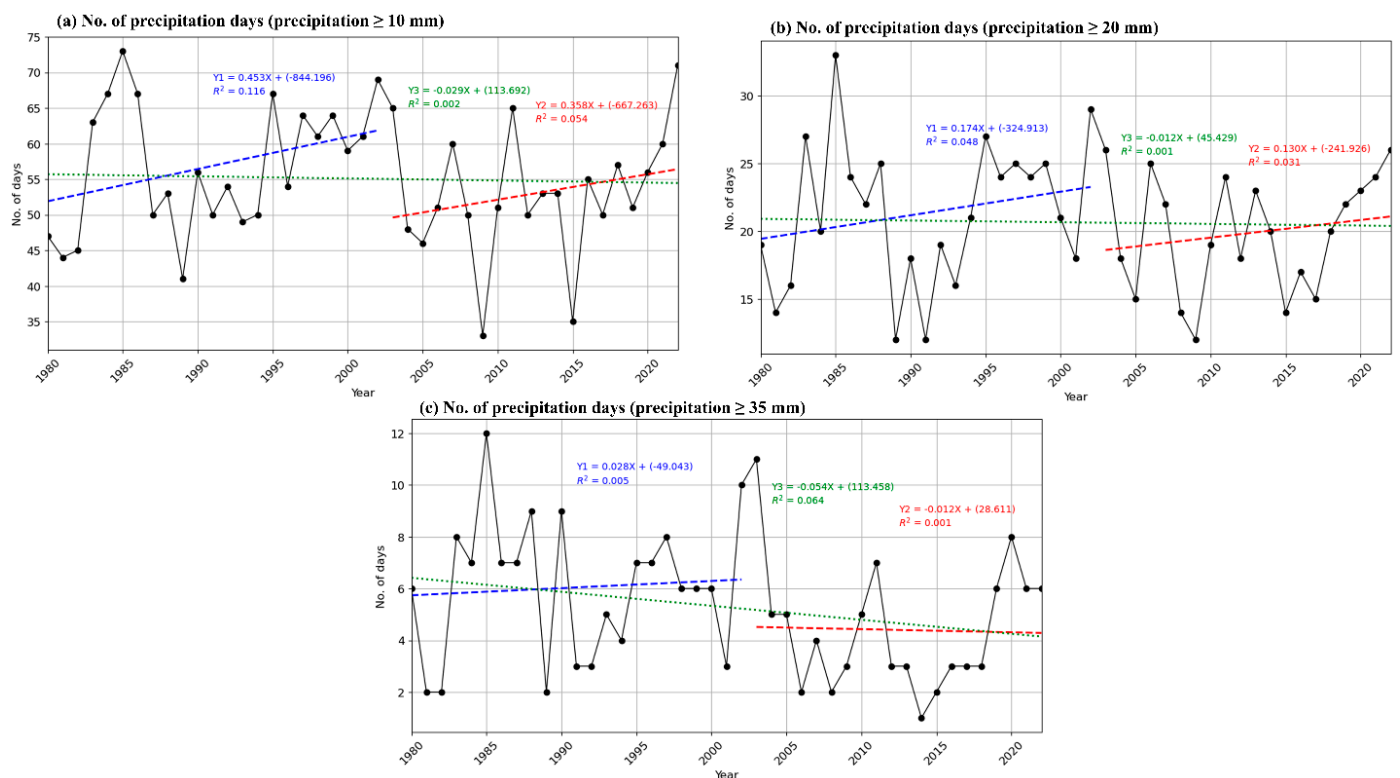 (a) No. of precipitation days (precipitation ≥ 10 mm)
75
70
65
60
55
50
45
40
35
No. of days
Y1 = 0.453X + (-844.196)
R² = 0.116
Y3 = -0.029X + (113.692)
R² = 0.002
Y2 = 0.358X + (-667.263)
R² = 0.054
1980
1985
1990
1995
2000
2005
2010
2015
2020
Year
(b) No. of precipitation days (precipitation ≥ 20 mm)
30
25
20
15
No. of days
Y1 = 0.174X + (-324.913)
R² = 0.048
Y3 = -0.012X + (45.429)
R² = 0.001
Y2 = 0.130X + (-241.926)
R² = 0.031
1980
1985
1990
1995
2000
2005
2010
2015
2020
Year
(c) No. of precipitation days (precipitation ≥ 35 mm)
12
10
8
6
4
2
No. of days
Y1 = 0.028X + (-49.043)
R² = 0.005
Y3 = -0.054X + (113.458)
R² = 0.064
Y2 = -0.012X + (28.611)
R² = 0.001
1980
1985
1990
1995
2000
2005
2010
2015
2020
Year